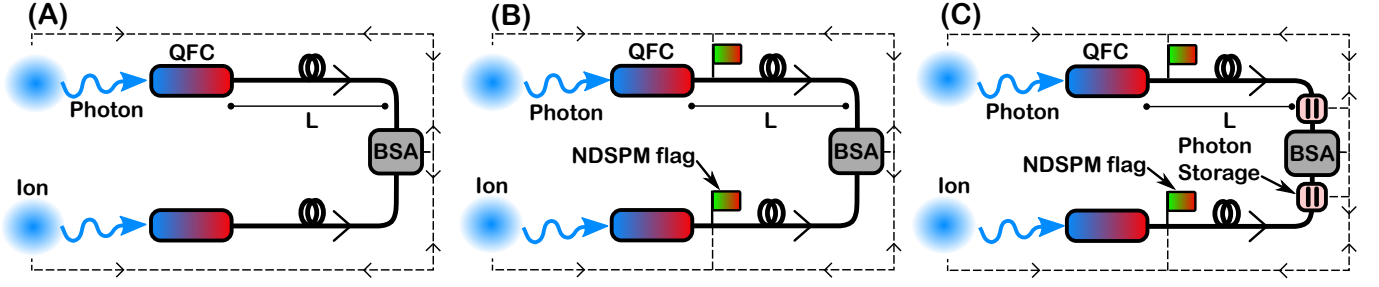 (A)
QFC
Photon
L
BSA
Ion
(B)
QFC
Photon
L
NDSPM flag
BSA
Ion
(C)
QFC
Photon
L
Photon
Storage
NDSPM flag
BSA
Ion